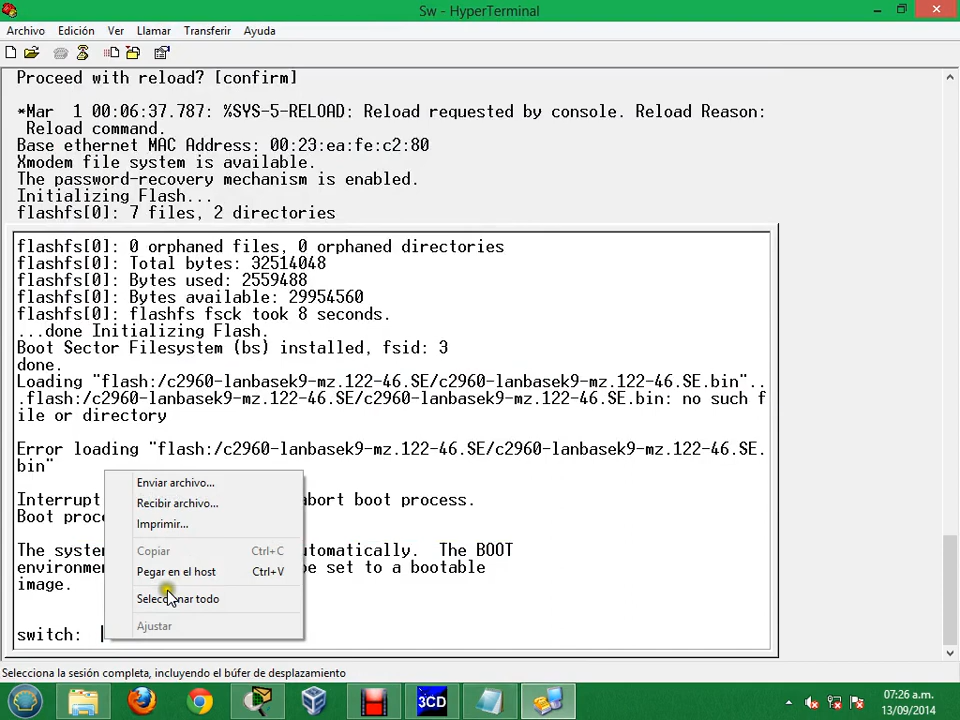 Sw - HyperTerminal
Archivo Edición Ver Llamar Transferir Ayuda
Proceed with reload? [confirm]
*Mar  1 00:06:37.787: %SYS-5-RELOAD: Reload requested by console. Reload Reason:
 Reload command.
Base ethernet MAC Address: 00:23:ea:fe:c2:80
Xmodem file system is available.
The password-recovery mechanism is enabled.
Initializing Flash...
flashfs[0]: 7 files, 2 directories
flashfs[0]: 0 orphaned files, 0 orphaned directories
flashfs[0]: Total bytes: 32514048
flashfs[0]: Bytes used: 2559488
flashfs[0]: Bytes available: 29954560
flashfs[0]: flashfs fsck took 8 seconds.
...done Initializing Flash.
Boot Sector Filesystem (bs) installed, fsid: 3
done.
Loading "flash:/c2960-lanbasek9-mz.122-46.SE/c2960-lanbasek9-mz.122-46.SE.bin"..
.flash:/c2960-lanbasek9-mz.122-46.SE/c2960-lanbasek9-mz.122-46.SE.bin: no such f
ile or directory
Error loading "flash:/c2960-lanbasek9-mz.122-46.SE/c2960-lanbasek9-mz.122-46.SE.
bin"
Interrupt
bort boot process.
Boot proc
The system
utomatically.  The BOOT
environme
be set to a bootable
image.
switch:
Enviar archivo...
Recibir archivo...
Imprimir...
Copiar Ctrl+C
Pegar en el host Ctrl+V
Seleccionar todo
Ajustar
Selecciona la sesión completa, incluyendo el búfer de desplazamiento
3CD
07:26 a.m.
13/09/2014